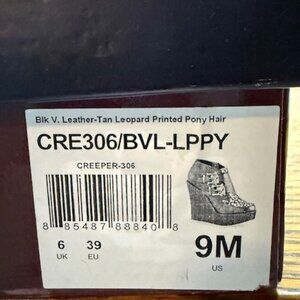 Blk V. Leather-Tan Leopard Printed Pony Hair
CRE306/BVL-LPPY
CREEPER-306
8 85487 88840 8
6 39 9M
UK EU US